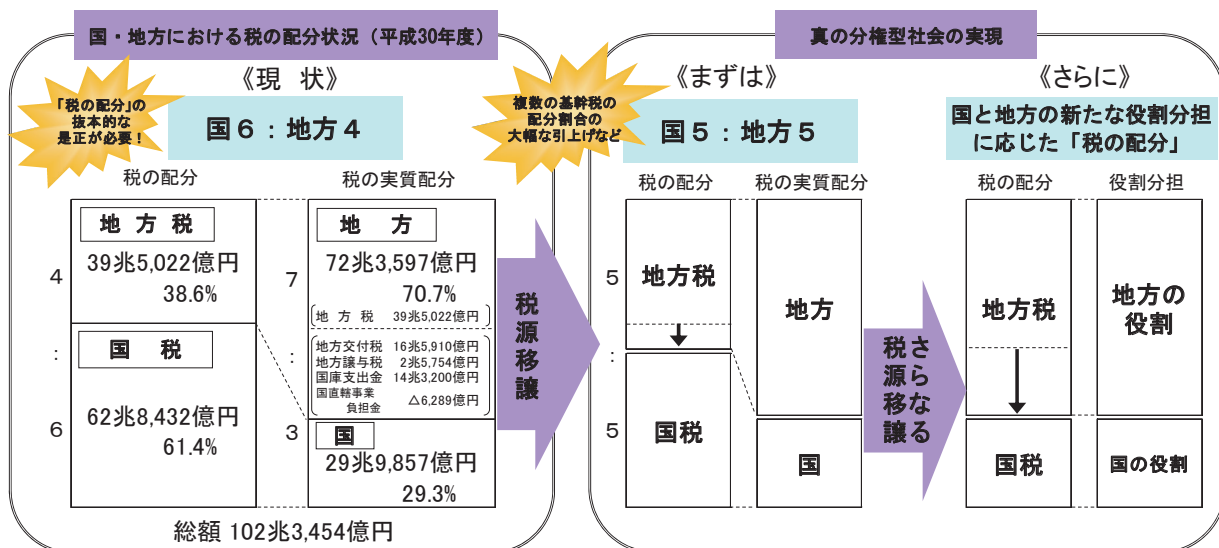 国・地方における税の配分状況（平成30年度）
《現　状》
「税の配分」の
抜本的な
是正が必要！
国６：地方４
税の配分
税の実質配分
4
：
6
地 方 税
39兆5,022億円
38.6%
国　税
62兆8,432億円
61.4%
7
：
3
地　方
72兆3,597億円
70.7%
地 方 税　39兆5,022億円
地方交付税　16兆5,910億円
地方譲与税　2兆5,754億円
国庫支出金　14兆3,200億円
国直轄事業
負担金　△6,289億円
国
29兆9,857億円
29.3%
総額 102兆3,454億円
税源移譲
真の分権型社会の実現
《まずは》
複数の基幹税の
配分割合の
大幅な引上げなど
国５：地方５
税の配分
税の実質配分
5
：
5
地方税
国税
地方
国
さらなる
税源移譲
《さらに》
国と地方の新たな役割分担
に応じた「税の配分」
税の配分
役割分担
地方税
国税
地方の
役割
国の役割